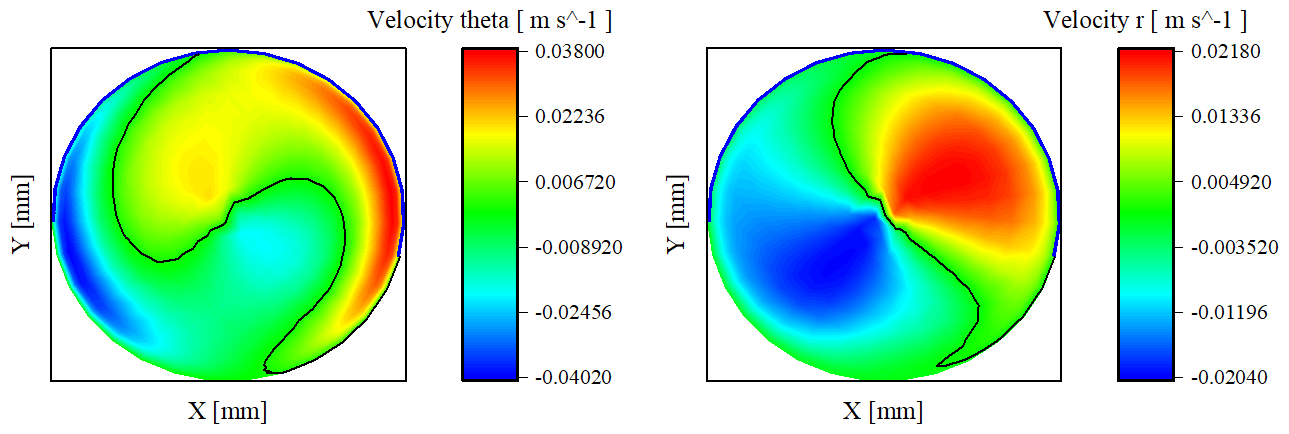 Velocity theta [ m s^-1 ]
0.03800
0.02236
0.006720
-0.008920
-0.02456
-0.04020
Y [mm]
X [mm]
Velocity r [ m s^-1 ]
0.02180
0.01336
0.004920
-0.003520
-0.01196
-0.02040
Y [mm]
X [mm]